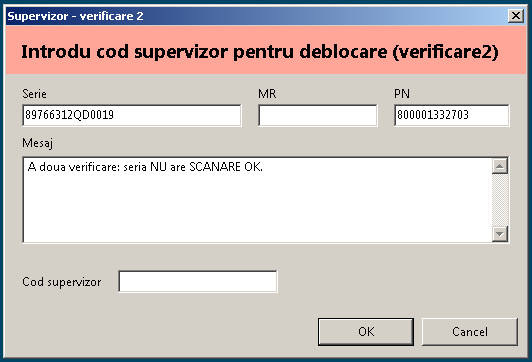 Supervizor - verificare 2
Introdu cod supervizor pentru deblocare (verificare2)
Serie MR PN
89766312QD0019 800001332703
Mesaj
A doua verificare: seria NU are SCANARE OK.
Cod supervizor
OK Cancel